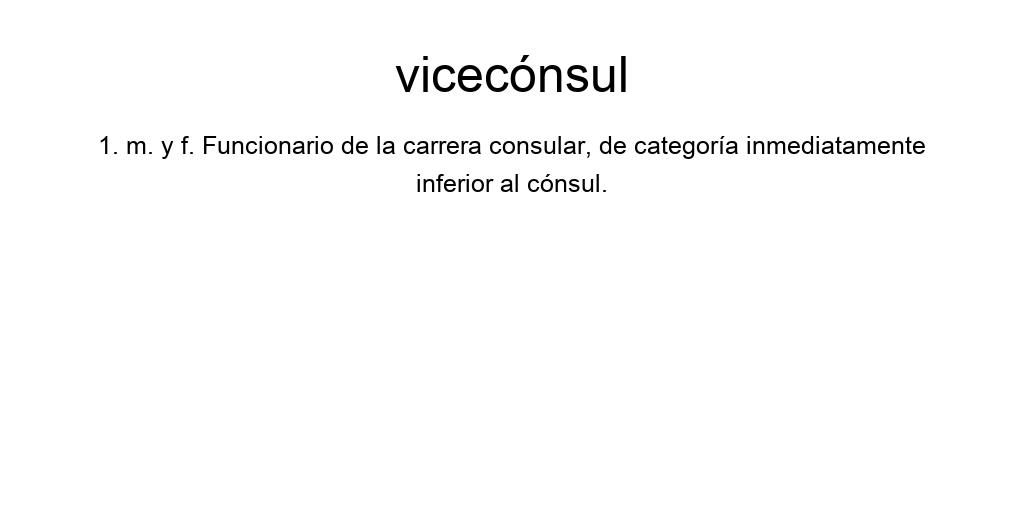 vicecónsul
1. m. y f. Funcionario de la carrera consular, de categoría inmediatamente
inferior al cónsul.